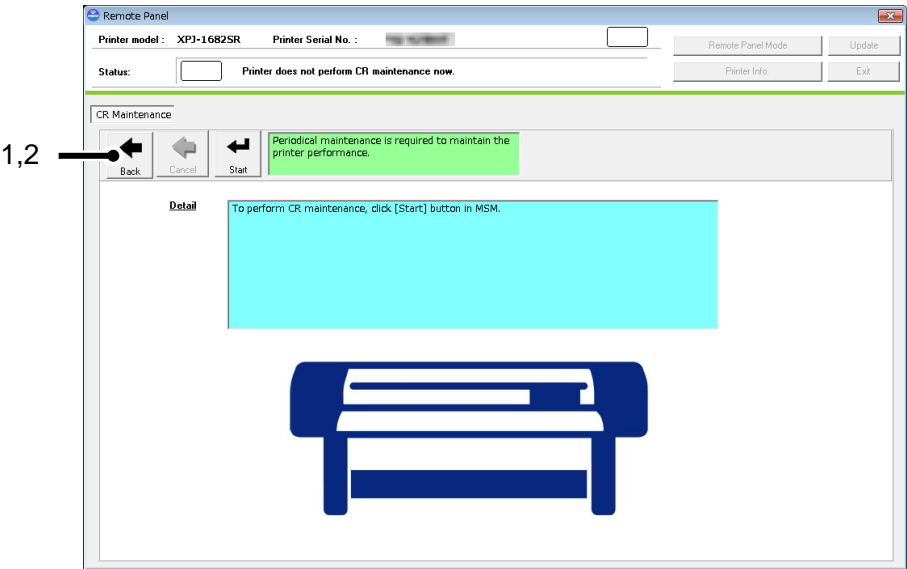 Remote Panel
Printer model : XPJ-1682SR Printer Serial No. :
Remote Panel Mode Update
Status: Printer does not perform CR maintenance now.
Printer Info. Exit
CR Maintenance
1,2
Back Cancel Start
Periodical maintenance is required to maintain the
printer performance.
Detail
To perform CR maintenance, click [Start] button in MSM.